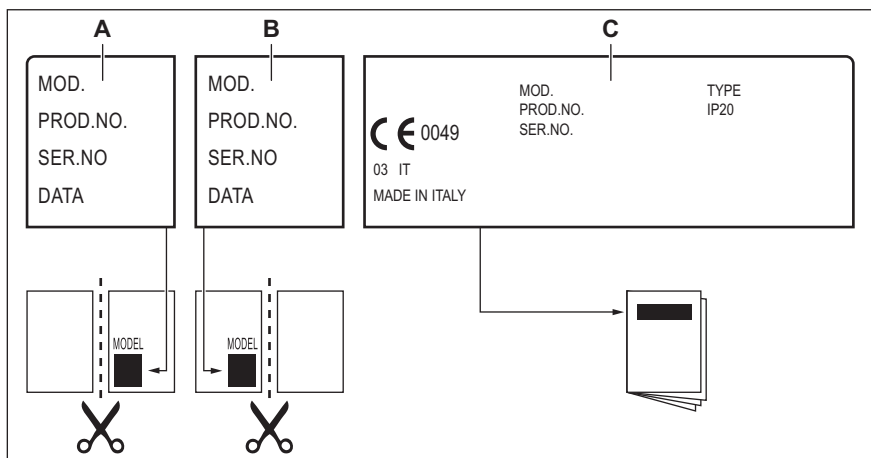 A
B
C
MOD.
PROD.NO.
SER.NO
DATA
MOD.
PROD.NO.
SER.NO
DATA
MOD.
PROD.NO.
SER.NO.
TYPE
IP20
CE 0049
03 IT
MADE IN ITALY
MODEL
MODEL